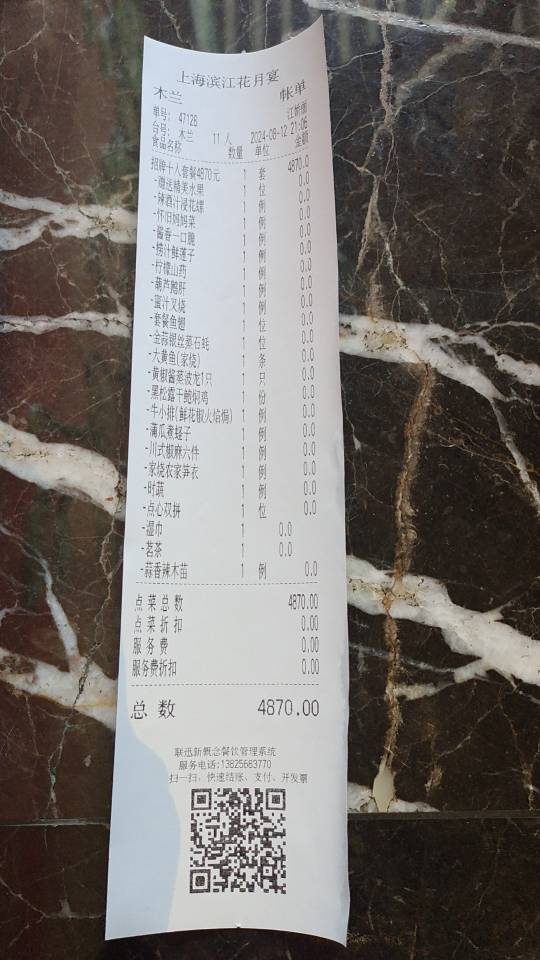 上海滨江花月宴
木兰 帐单
单号: 47128
台号: 木兰 11 人 2024-08-12 21:06
食品名称 数量 单位 金额
招牌十人套餐4870元 1 套 4870.0
-赠送精美水果 1 位 0.0
-辣酒汁浸花螺 1 例 0.0
-怀旧妈妈菜 1 例 0.0
-酱香一口脆 1 例 0.0
-捞汁鲜莲子 1 例 0.0
-柠檬山药 1 例 0.0
-葫芦鹅肝 1 例 0.0
-蜜汁叉烧 1 例 0.0
-套餐鱼翅 1 位 0.0
-金蒜银丝蒸石蚝 1 位 0.0
-大黄鱼(家烧) 1 条 0.0
-黄椒酱蒸波龙1只 1 只 0.0
-黑松露干鲍焖鸡 1 份 0.0
-牛小排(鲜花椒火焰焗) 1 例 0.0
-蒲瓜煮蛏子 1 例 0.0
-川式椒麻六件 1 例 0.0
-家烧农家笋衣 1 例 0.0
-时蔬 1 例 0.0
-点心双拼 1 位 0.0
-湿巾 1 0.0
-茗茶 1 0.0
-蒜香辣木苗 1 例 0.0
点菜总数 4870.00
点菜折扣 0.00
服务费 0.00
服务费折扣 0.00
总数 4870.00
联迅新概念餐饮管理系统
服务电话:13825683770
扫一扫，快速结账、支付、开发票